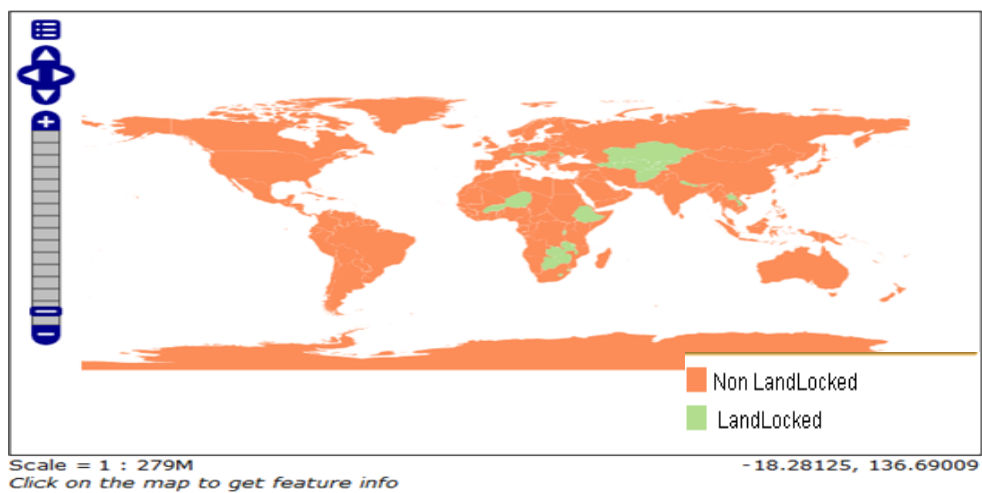 Non LandLocked
LandLocked
Scale = 1 : 279M
-18.28125, 136.69009
Click on the map to get feature info